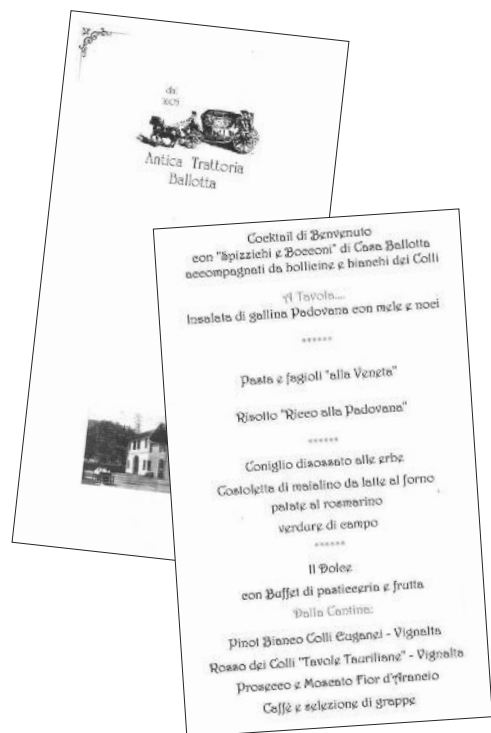 dal
1605
Antica Trattoria
Ballotta
Cocktail di Benvenuto
con "Spizzichi e Bocconi" di Casa Ballotta
accompagnati da bollicine e bianchi dei Colli
A Tavola....
Insalata di gallina Padovana con mele e noci
******
Pasta e fagioli "alla Veneta"
Risotto "Ricco alla Padovana"
******
Coniglio disossato alle erbe
Costoletta di maialino da latte al forno
patate al rosmarino
verdure di campo
******
Il Dolce
con Buffet di pasticceria e frutta
Dalla Cantina:
Pinot Bianco Colli Euganei - Vignalta
Rosso dei Colli "Tavole Tauriliane" - Vignalta
Prosecco e Moscato Fior d'Arancio
Caffè e selezione di grappe